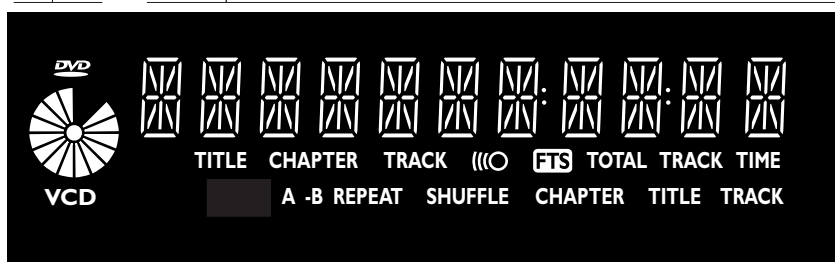 DVD
TITLE CHAPTER TRACK FTS TOTAL TRACK TIME
VCD A -B REPEAT SHUFFLE CHAPTER TITLE TRACK